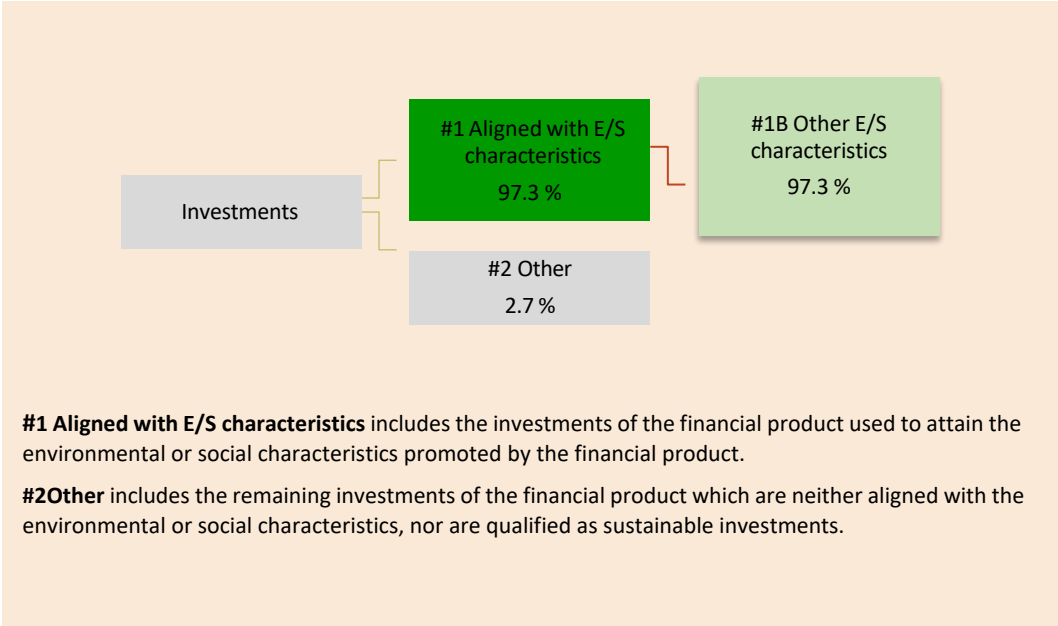 #1 Aligned with E/S
characteristics
97.3 %
#1B Other E/S
characteristics
97.3 %
Investments
#2 Other
2.7 %
#1 Aligned with E/S characteristics includes the investments of the financial product used to attain the
environmental or social characteristics promoted by the financial product.
#2Other includes the remaining investments of the financial product which are neither aligned with the
environmental or social characteristics, nor are qualified as sustainable investments.